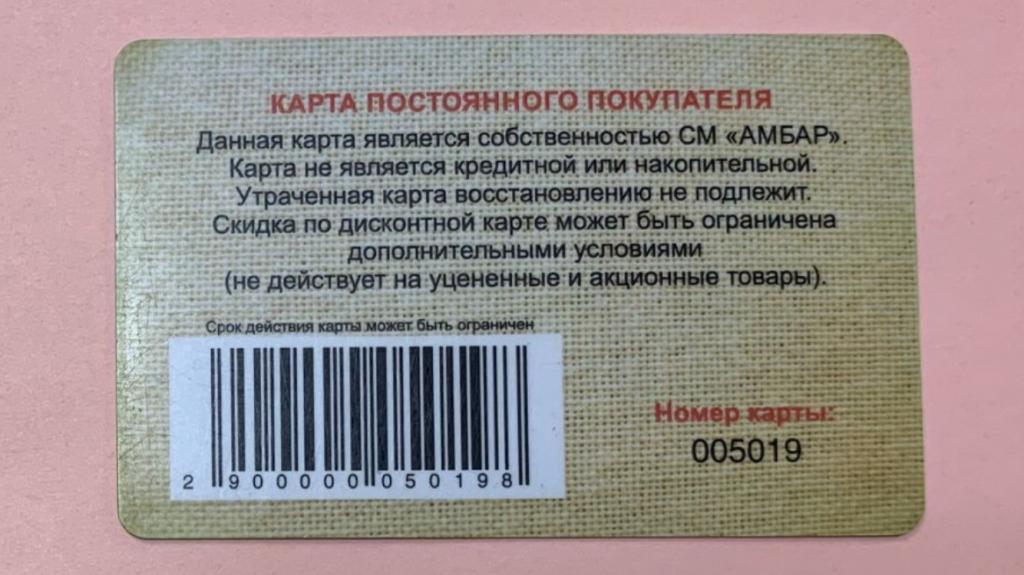 КАРТА ПОСТОЯННОГО ПОКУПАТЕЛЯ
Данная карта является собственностью СМ «АМБАР».
Карта не является кредитной или накопительной.
Утраченная карта восстановлению не подлежит.
Скидка по дисконтной карте может быть ограничена
дополнительными условиями
(не действует на уцененные и акционные товары).
Срок действия карты может быть ограничен
2 900000 050198
Номер карты:
005019